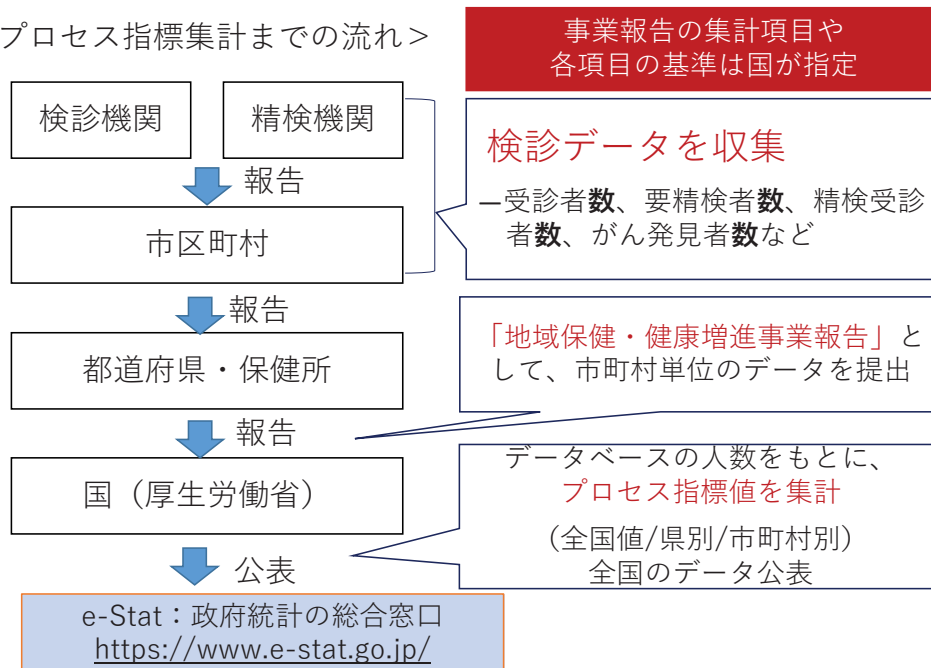 プロセス指標集計までの流れ＞
事業報告の集計項目や
各項目の基準は国が指定
検診機関
精検機関
報告
市区町村
検診データを収集
―受診者数、要精検者数、精検受診
者数、がん発見者数など
報告
都道府県・保健所
「地域保健・健康増進事業報告」と
して、市町村単位のデータを提出
報告
国（厚生労働省）
データベースの人数をもとに、
プロセス指標値を集計
（全国値/県別/市町村別）
全国のデータ公表
公表
e-Stat：政府統計の総合窓口
https://www.e-stat.go.jp/